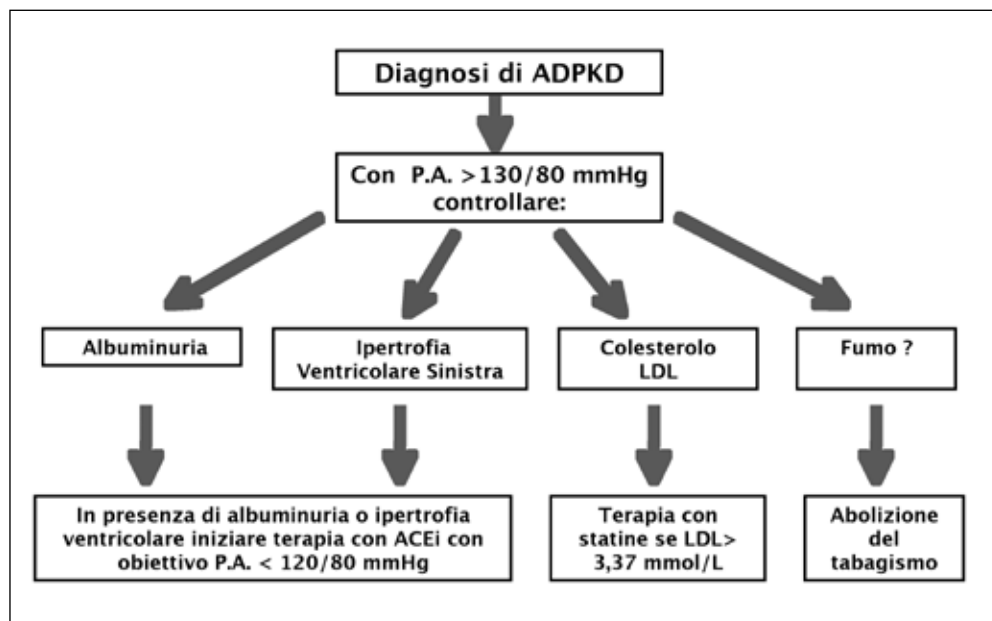 Diagnosi di ADPKD
Con P.A. >130/80 mmHg
controllare:
Albuminuria
Ipertrofia
Ventricolare Sinistra
Colesterolo
LDL
Fumo ?
In presenza di albuminuria o ipertrofia
ventricolare iniziare terapia con ACEi con
obiettivo P.A. < 120/80 mmHg
Terapia con
statine se LDL>
3,37 mmol/L
Abolizione
del
tabagismo